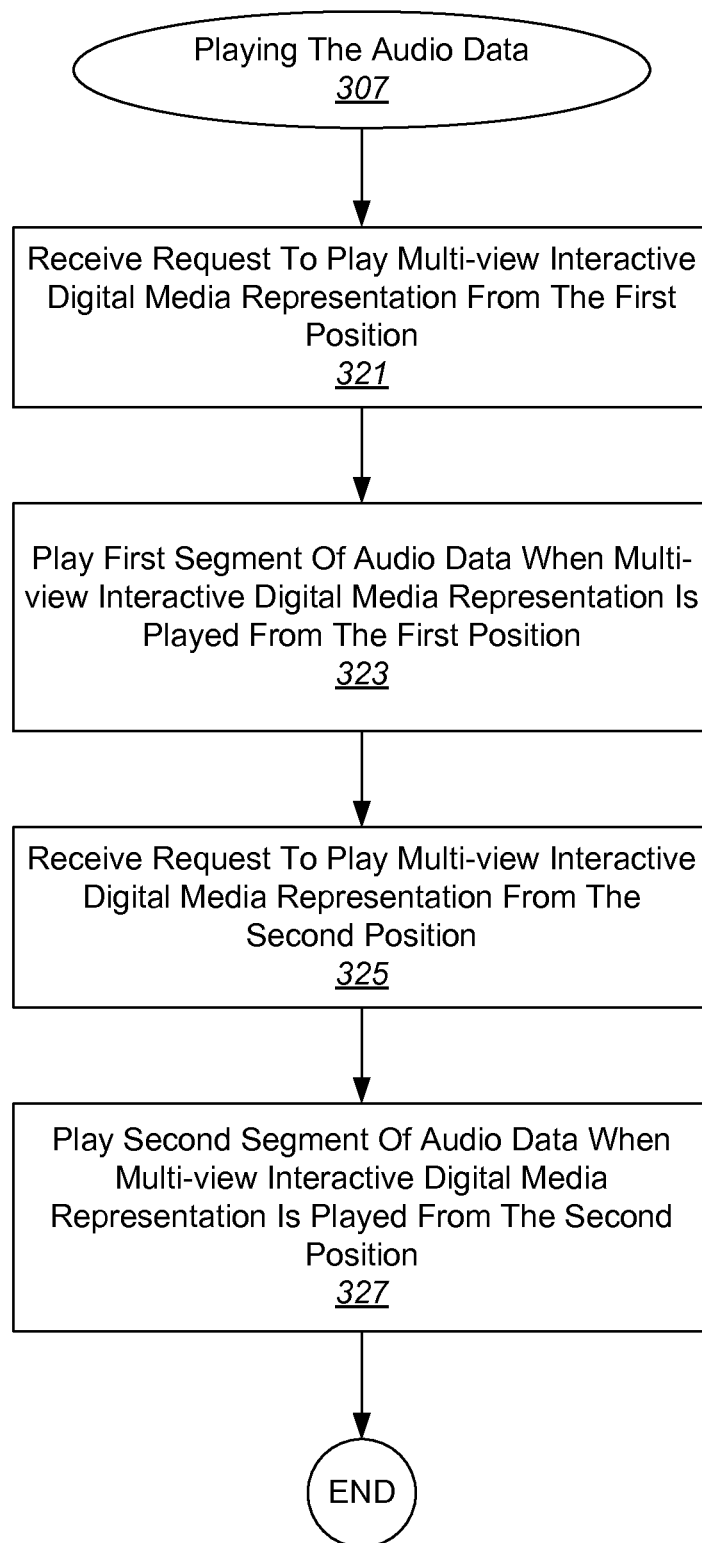 Playing The Audio Data
307
Receive Request To Play Multi-view Interactive
Digital Media Representation From The First
Position
321
Play First Segment Of Audio Data When Multi-
view Interactive Digital Media Representation Is
Played From The First Position
323
Receive Request To Play Multi-view Interactive
Digital Media Representation From The
Second Position
325
Play Second Segment Of Audio Data When
Multi-view Interactive Digital Media
Representation Is Played From The Second
Position
327
END